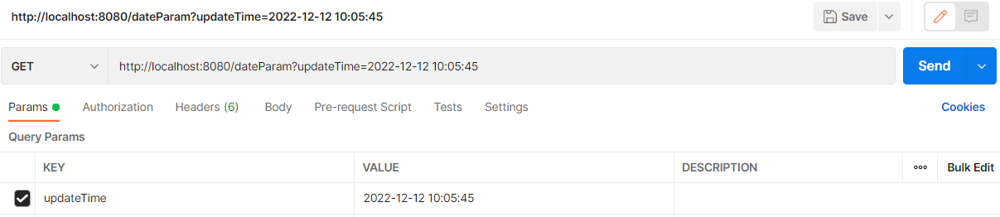 http://localhost:8080/dateParam?updateTime=2022-12-12 10:05:45
Save
GET
http://localhost:8080/dateParam?updateTime=2022-12-12 10:05:45
Send
Params Authorization Headers (6) Body Pre-request Script Tests Settings Cookies
Query Params
KEY VALUE DESCRIPTION ooo Bulk Edit
updateTime 2022-12-12 10:05:45